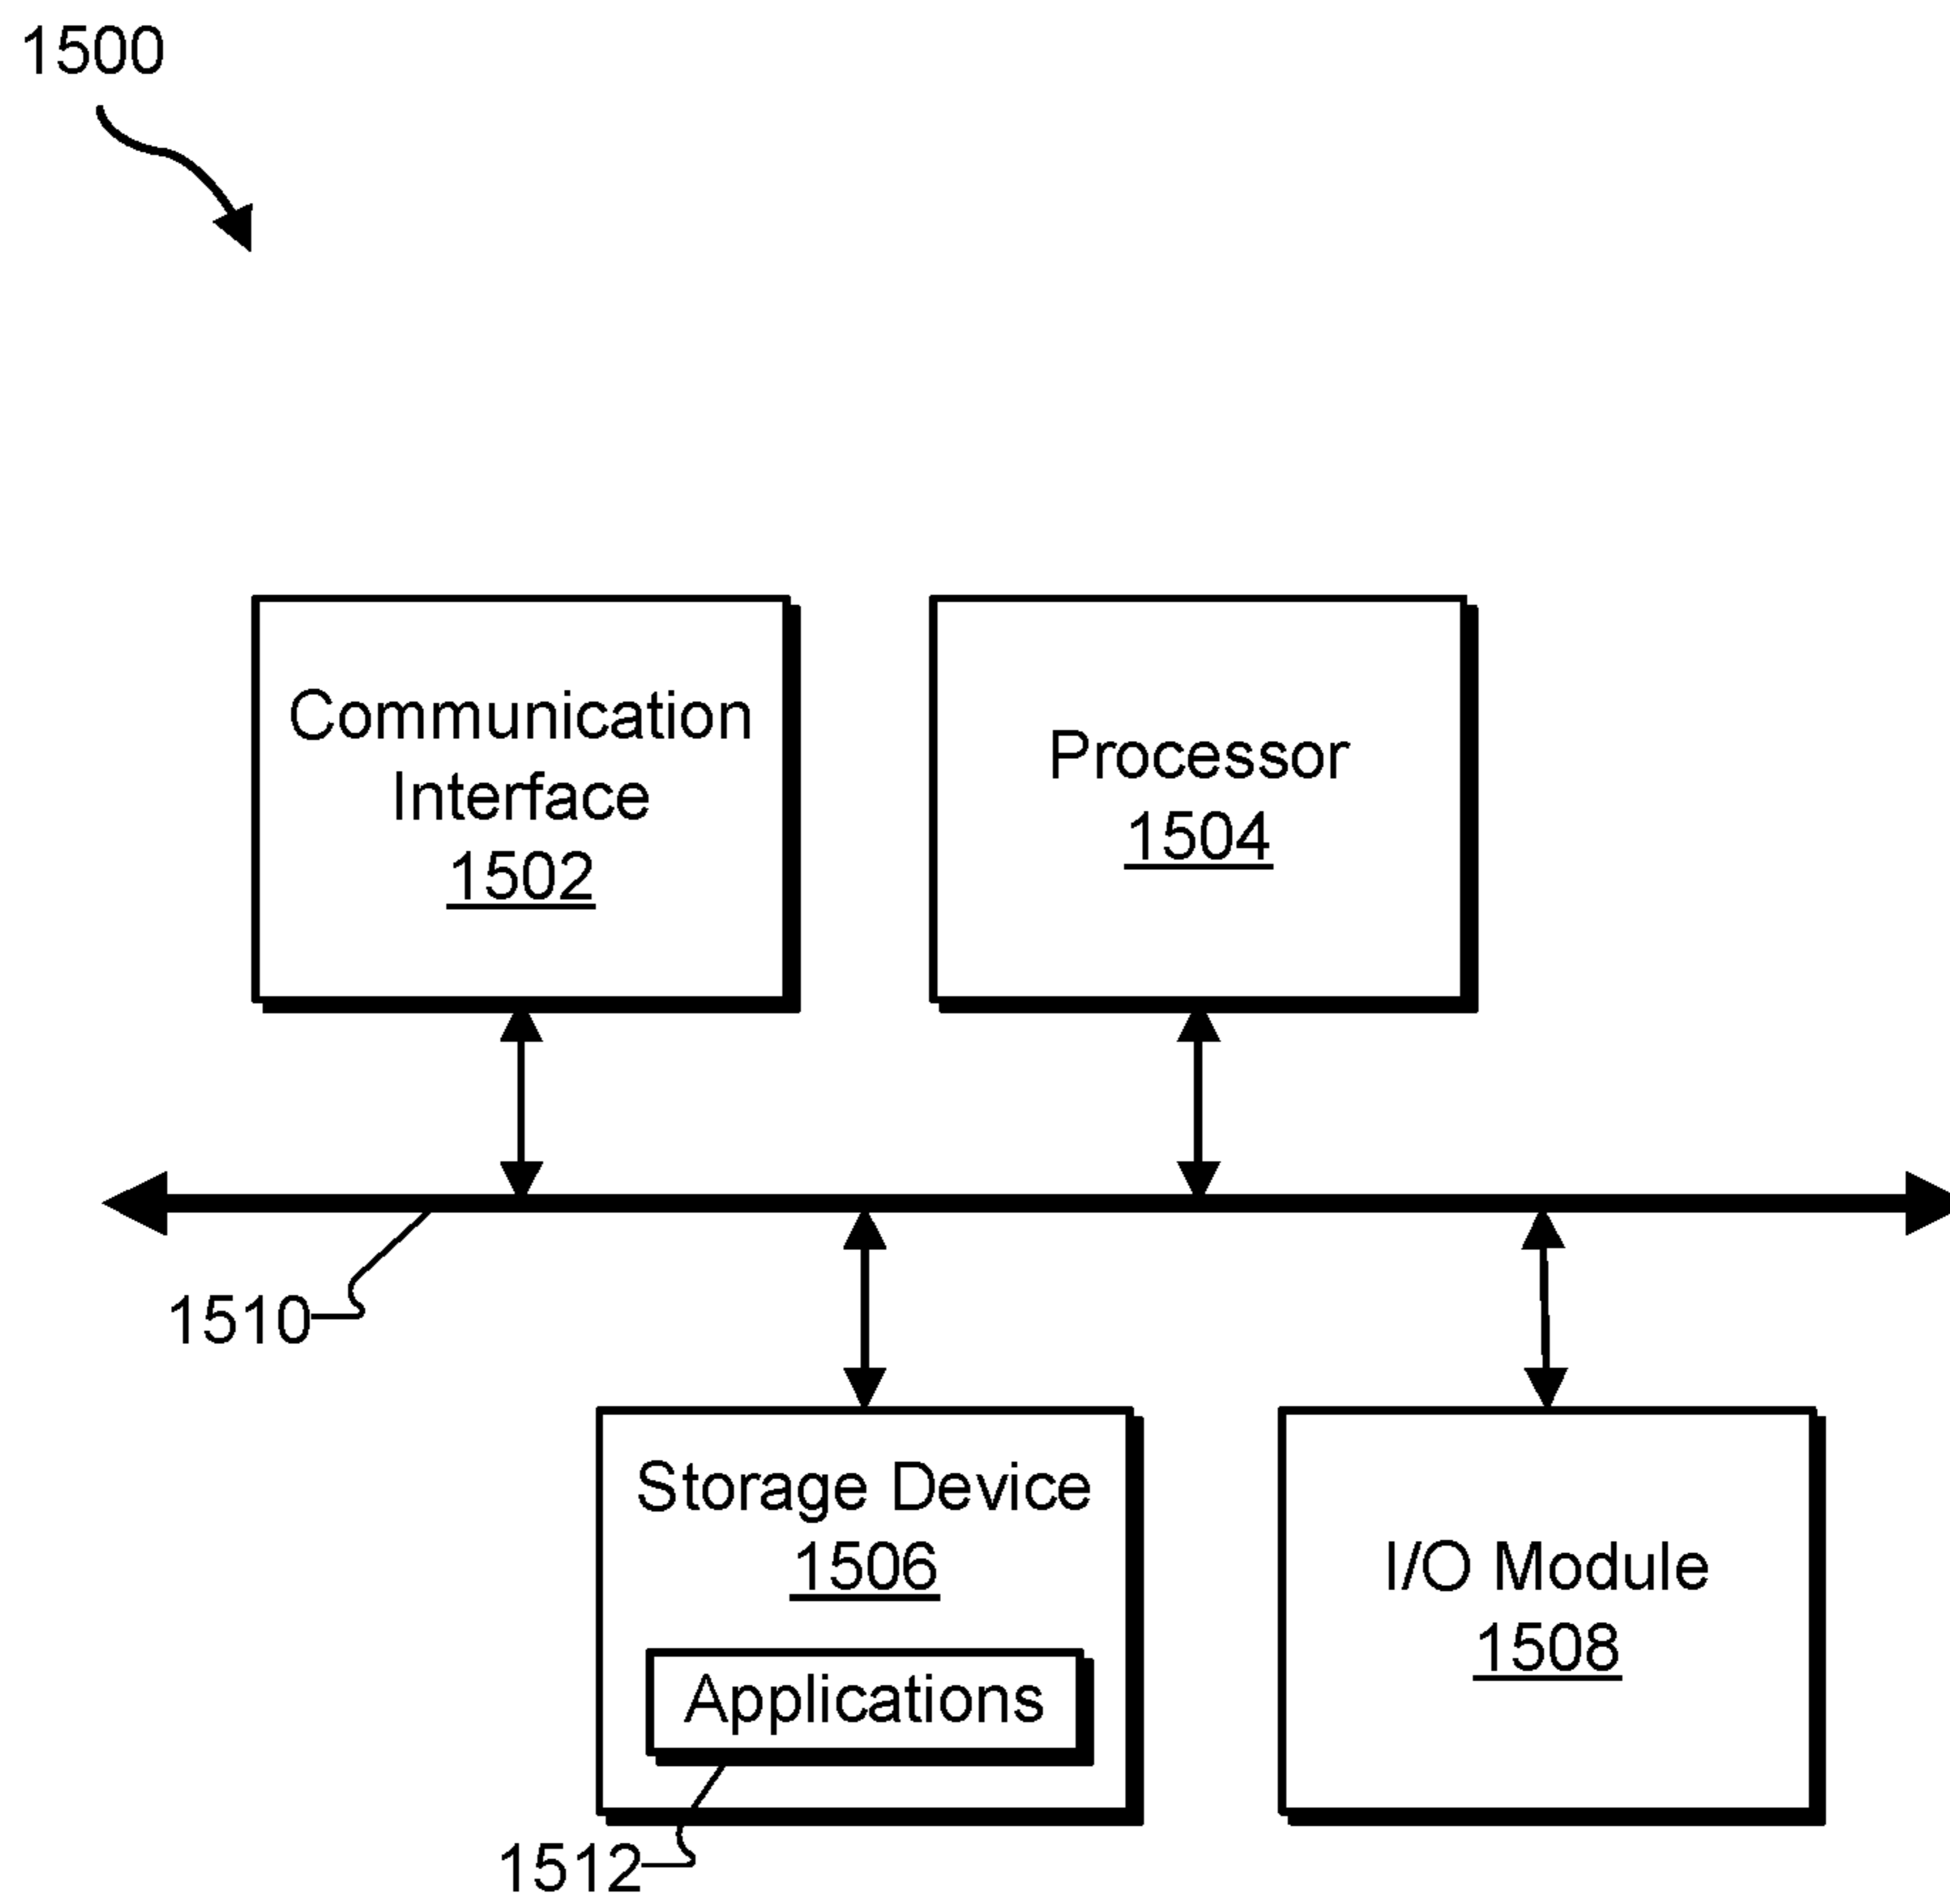 1500
Communication
Interface
1502
Processor
1504
1510
Storage Device
1506
Applications
1512
I/O Module
1508